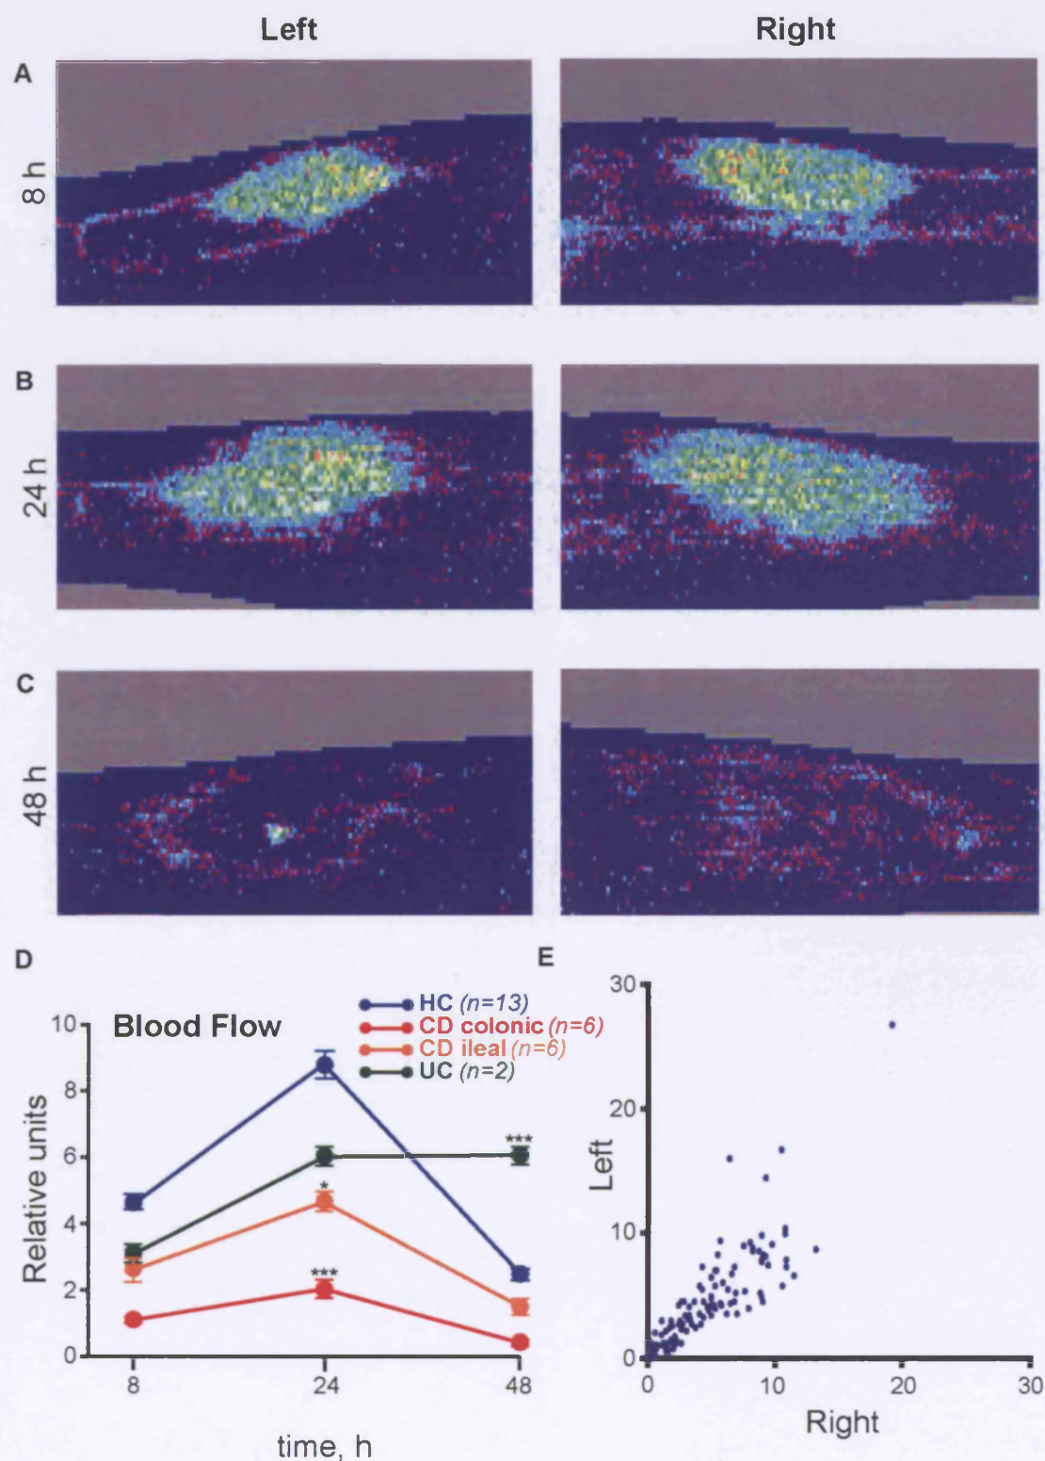 Left Right
A
8 h
B
24 h
C
48 h
D
Blood Flow
HC (n=13)
CD colonic (n=6)
CD ileal (n=6)
UC (n=2)
10
8
6
4
2
0
Relative units
***
*
***
8 24 48
time, h
E
30
20
10
0
Left
0 10 20 30
Right